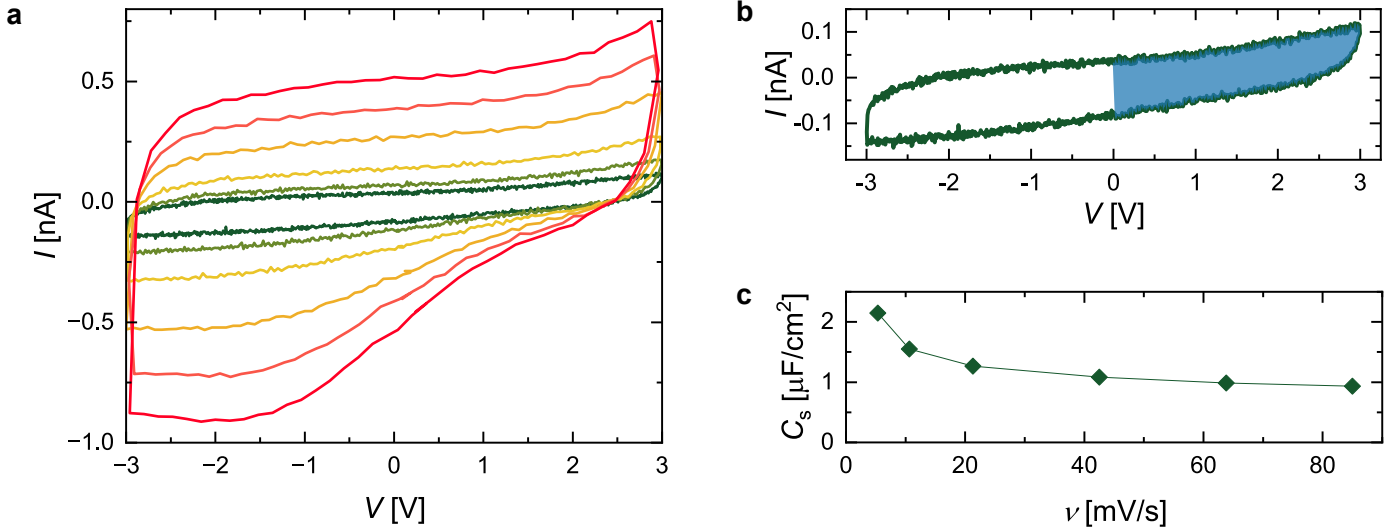 a
I [nA]
0.5
0.0
−0.5
−1.0
−3 −2 −1 0 1 2 3
V [V]
b
I [nA]
0.1
0.0
-0.1
-3 -2 -1 0 1 2 3
V [V]
c
Cs [μF/cm²]
2
1
0
0 20 40 60 80
ν [mV/s]